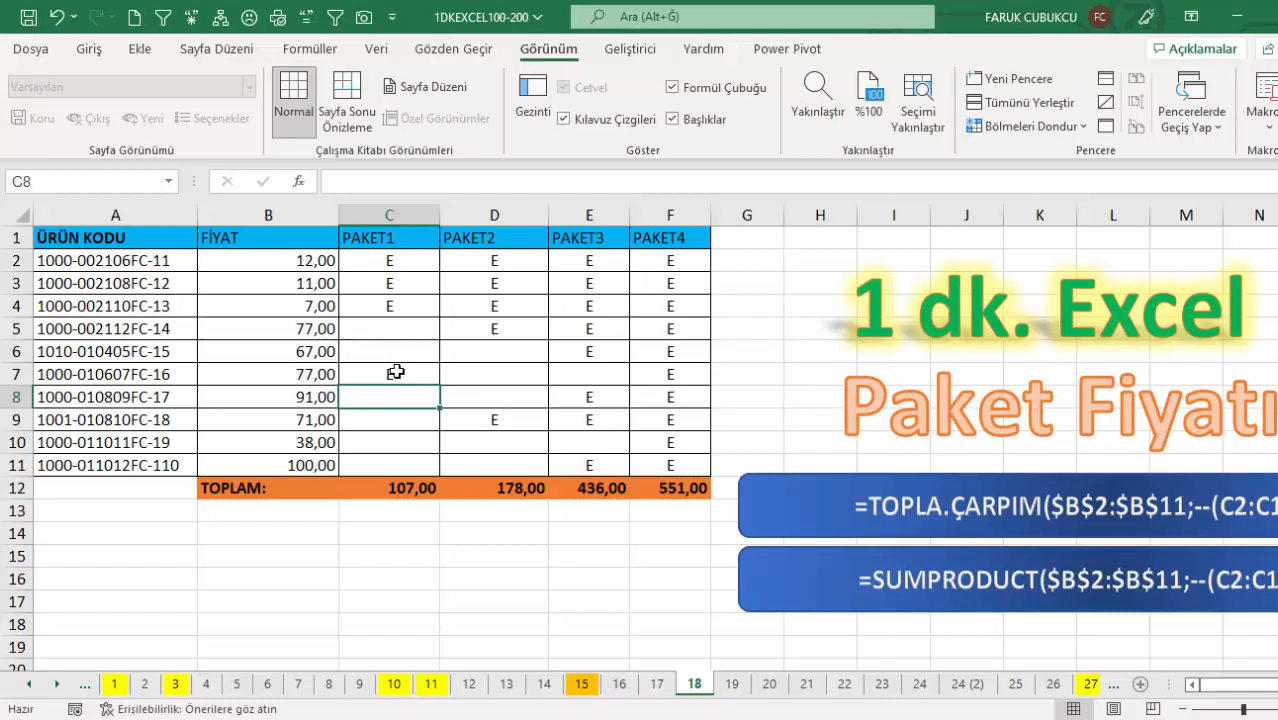 1DKEXCEL100-200
Ara (Alt+Ğ)
FARUK CUBUKCU
FC
Dosya Giriş Ekle Sayfa Düzeni Formüller Veri Gözden Geçir Görünüm Geliştirici Yardım Power Pivot
Açıklamalar
Varsayılan
Koru Çıkış Yeni Seçenekler
Sayfa Görünümü
Normal
Sayfa Sonu
Önizleme
Sayfa Düzeni
Özel Görünümler
Çalışma Kitabı Görünümleri
Gezinti
Cetvel
Formül Çubuğu
Kılavuz Çizgileri
Başlıklar
Göster
Yakınlaştır
%100
100
Seçimi
Yakınlaştır
Yakınlaştır
Yeni Pencere
Tümünü Yerleştir
Bölmeleri Dondur
Pencerelerde
Geçiş Yap
Pencere
Makro
Makro
C8
fx
A B C D E F G H I J K L M N
1 ÜRÜN KODU FİYAT PAKET1 PAKET2 PAKET3 PAKET4
2 1000-002106FC-11 12,00 E E E E
3 1000-002108FC-12 11,00 E E E E
4 1000-002110FC-13 7,00 E E E E
5 1000-002112FC-14 77,00 E E E
6 1010-010405FC-15 67,00 E E
7 1000-010607FC-16 77,00 E E
8 1000-010809FC-17 91,00 E E
9 1001-010810FC-18 71,00 E E E
10 1000-011011FC-19 38,00 E
11 1000-011012FC-110 100,00 E E
12 TOPLAM: 107,00 178,00 436,00 551,00
13
14
15
16
17
18
19
20
1 dk. Excel
Paket Fiyatı
=TOPLA.ÇARPIM($B$2:$B$11;--(C2:C1
=SUMPRODUCT($B$2:$B$11;--(C2:C1
... 1 2 3 4 5 6 7 8 9 10 11 12 13 14 15 16 17 18 19 20 21 22 23 24 24 (2) 25 26 27 ...
Hazır
Erişilebilirlik: Önerilere göz atın